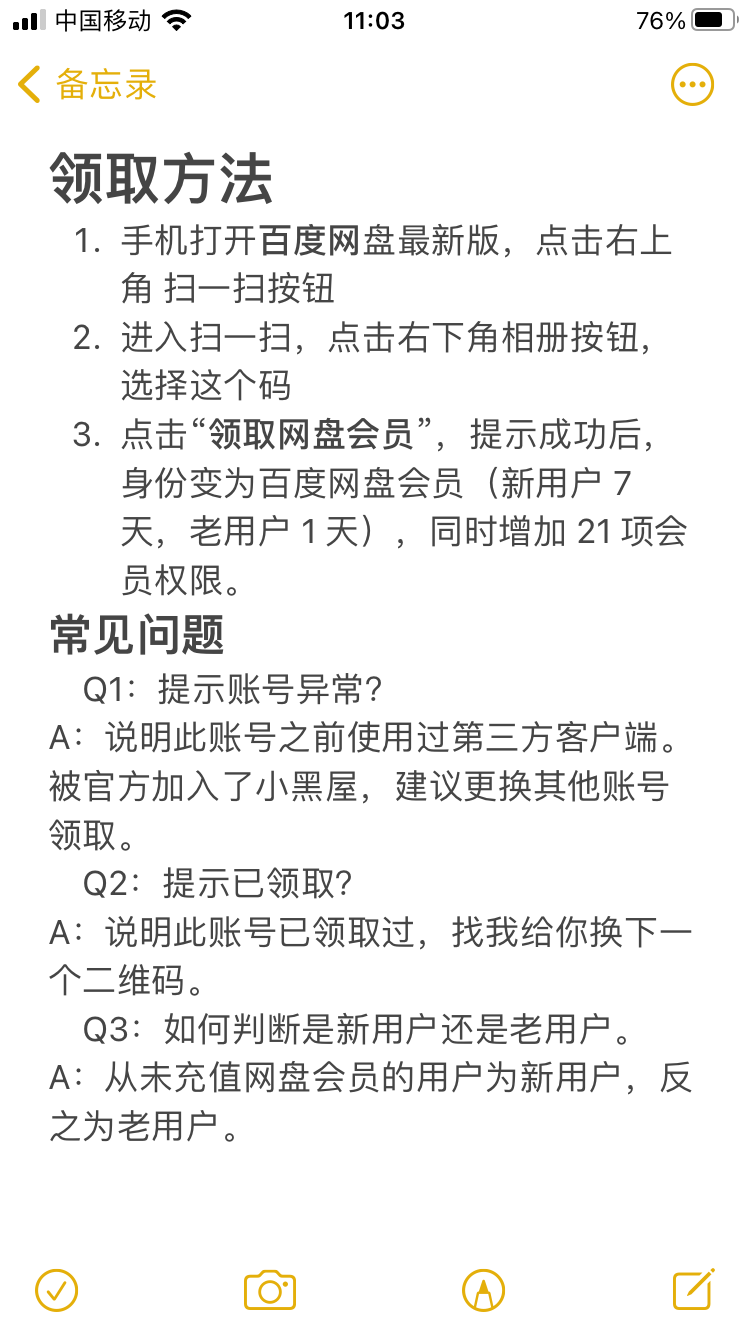 中国移动 11:03 76%
备忘录
领取方法
1. 手机打开百度网盘最新版，点击右上
角 扫一扫按钮
2. 进入扫一扫，点击右下角相册按钮，
选择这个码
3. 点击“领取网盘会员”，提示成功后，
身份变为百度网盘会员（新用户 7
天，老用户 1 天），同时增加 21 项会
员权限。
常见问题
Q1：提示账号异常?
A：说明此账号之前使用过第三方客户端。
被官方加入了小黑屋，建议更换其他账号
领取。
Q2：提示已领取?
A：说明此账号已领取过，找我给你换下一
个二维码。
Q3：如何判断是新用户还是老用户。
A：从未充值网盘会员的用户为新用户，反
之为老用户。